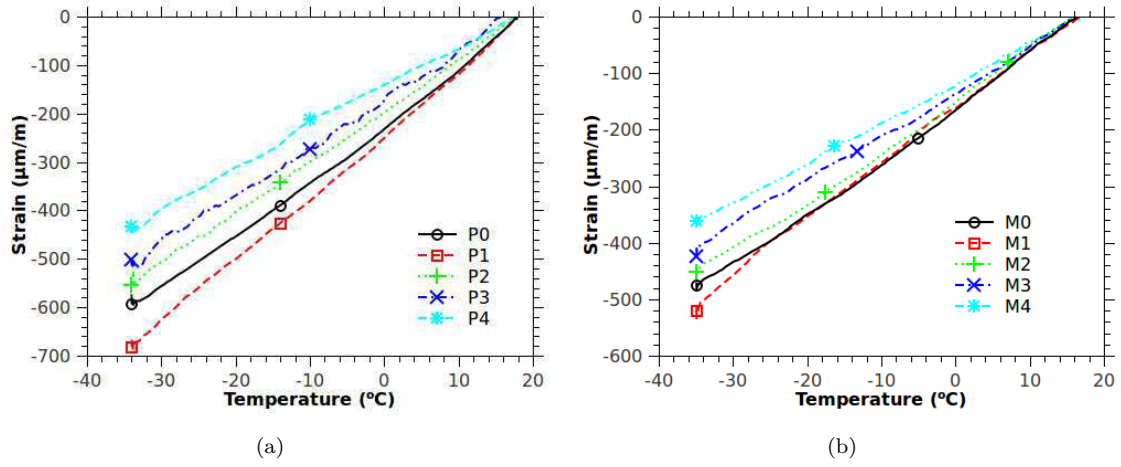 0
-100
-200
-300
-400
-500
-600
-700
Strain (µm/m)
-40 -30 -20 -10 0 10 20
Temperature (ºC)
P0
P1
P2
P3
P4
(a)
0
-100
-200
-300
-400
-500
-600
Strain (µm/m)
-40 -30 -20 -10 0 10 20
Temperature (ºC)
M0
M1
M2
M3
M4
(b)